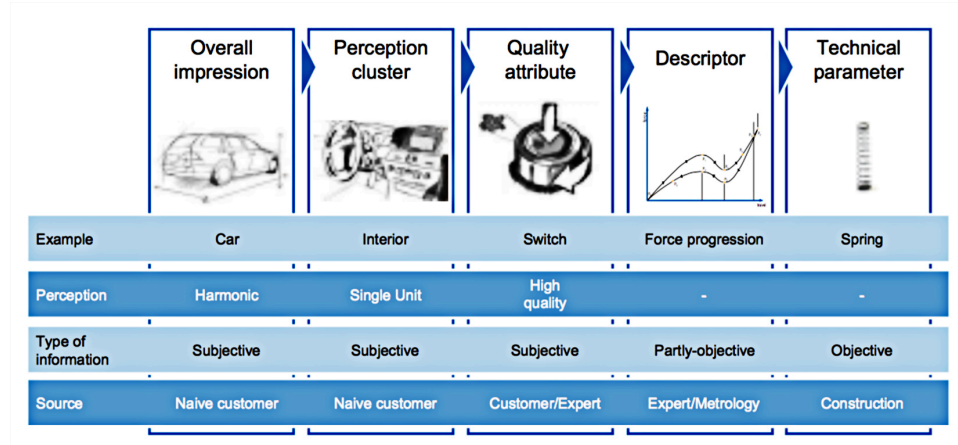 Overall impression
Perception cluster
Quality attribute
Descriptor
Technical parameter
Example Car Interior Switch Force progression Spring
Perception Harmonic Single Unit High quality - -
Type of information Subjective Subjective Subjective Partly-objective Objective
Source Naive customer Naive customer Customer/Expert Expert/Metrology Construction